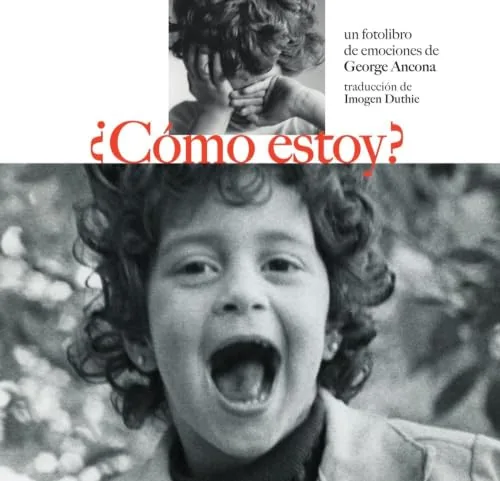 un fotolibro
de emociones de
George Ancona
traducción de
Imogen Duthie
¿Cómo estoy?